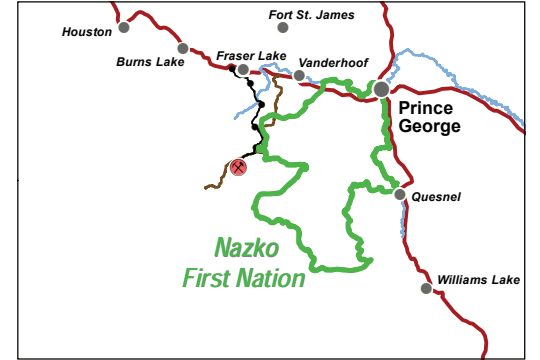 Fort St. James
Houston
Burns Lake
Fraser Lake
Vanderhoof
Prince
George
Quesnel
Nazko
First Nation
Williams Lake